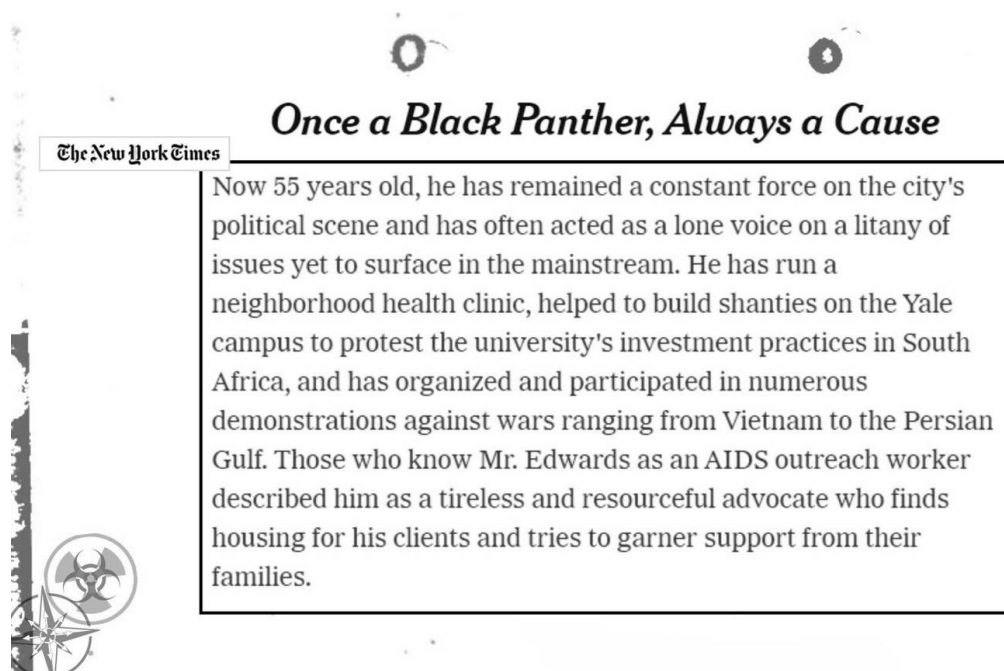 Once a Black Panther, Always a Cause
The New York Times
Now 55 years old, he has remained a constant force on the city's
political scene and has often acted as a lone voice on a litany of
issues yet to surface in the mainstream. He has run a
neighborhood health clinic, helped to build shanties on the Yale
campus to protest the university's investment practices in South
Africa, and has organized and participated in numerous
demonstrations against wars ranging from Vietnam to the Persian
Gulf. Those who know Mr. Edwards as an AIDS outreach worker
described him as a tireless and resourceful advocate who finds
housing for his clients and tries to garner support from their
families.